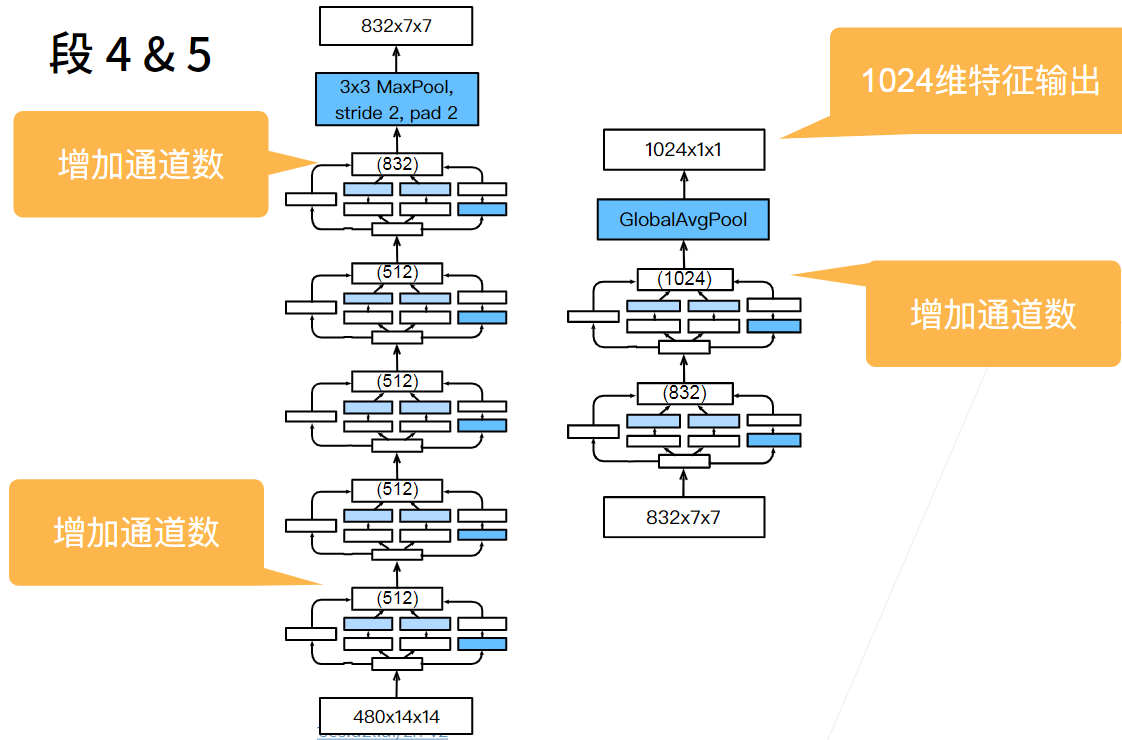 段 4 & 5
832x7x7
3x3 MaxPool,
stride 2, pad 2
增加通道数
(832)
(512)
(512)
(512)
增加通道数
(512)
480x14x14
1024维特征输出
1024x1x1
GlobalAvgPool
(1024)
增加通道数
(832)
832x7x7